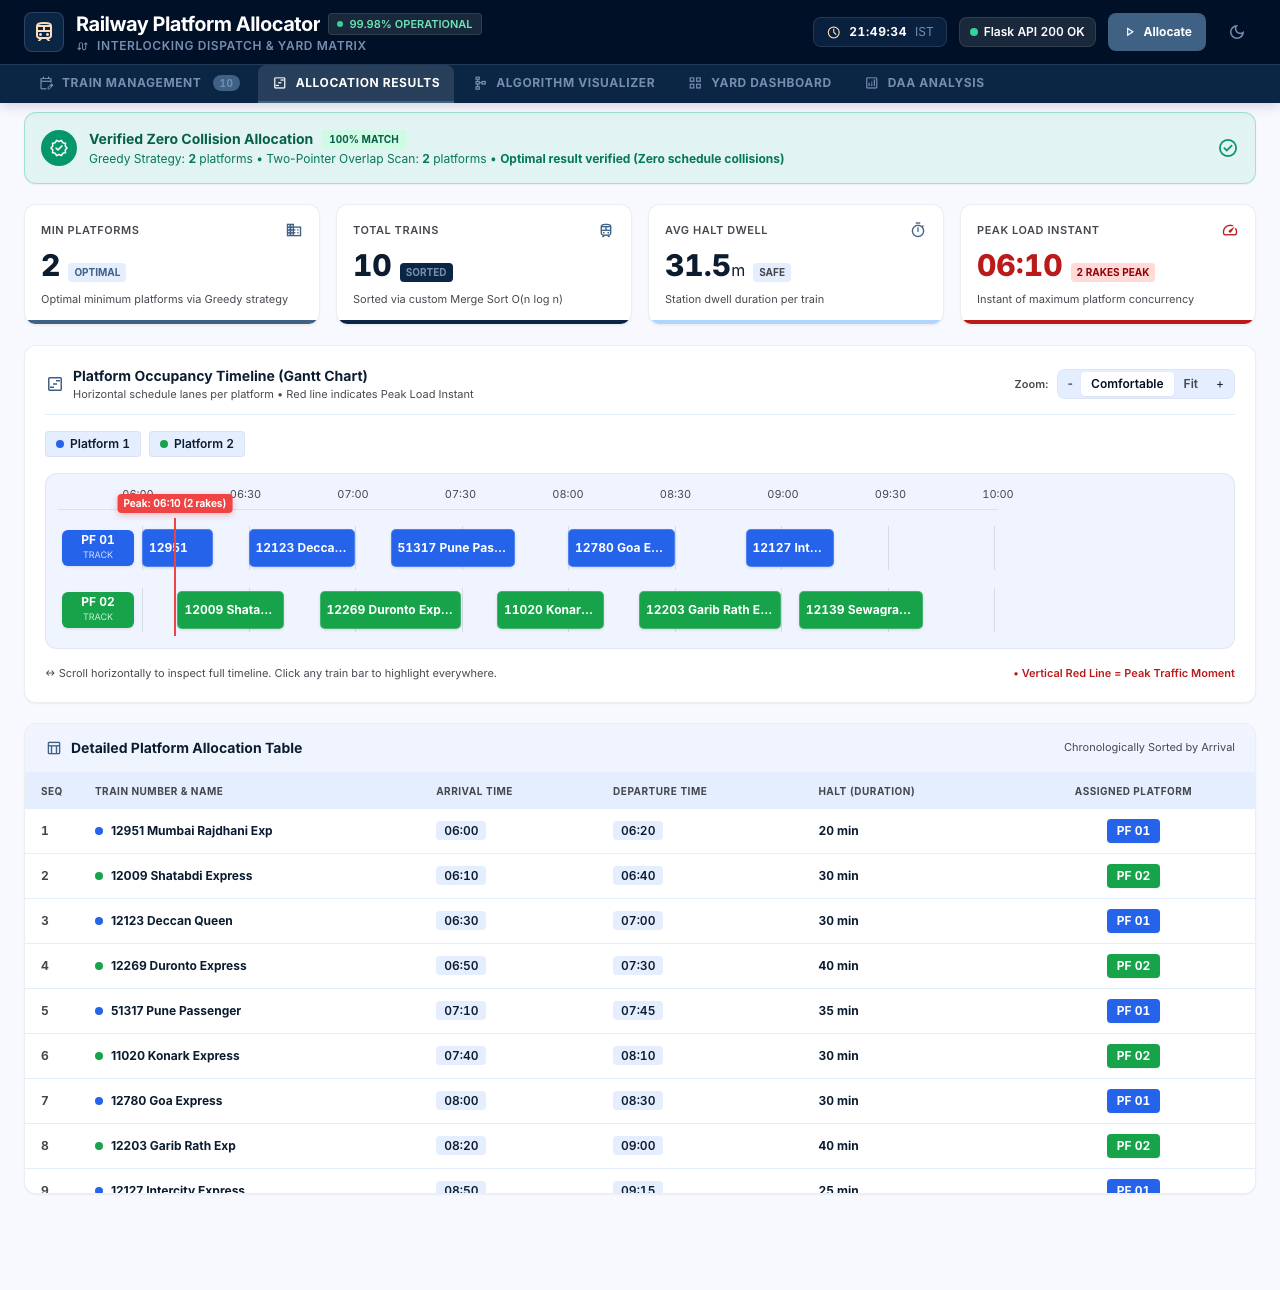 Railway Platform Allocator
99.98% OPERATIONAL
INTERLOCKING DISPATCH & YARD MATRIX
21:49:34 IST
Flask API 200 OK
Allocate
TRAIN MANAGEMENT 10
ALLOCATION RESULTS
ALGORITHM VISUALIZER
YARD DASHBOARD
DAA ANALYSIS
Verified Zero Collision Allocation 100% MATCH
Greedy Strategy: 2 platforms • Two-Pointer Overlap Scan: 2 platforms • Optimal result verified (Zero schedule collisions)
MIN PLATFORMS
2 OPTIMAL
Optimal minimum platforms via Greedy strategy
TOTAL TRAINS
10 SORTED
Sorted via custom Merge Sort O(n log n)
AVG HALT DWELL
31.5m SAFE
Station dwell duration per train
PEAK LOAD INSTANT
06:10 2 RAKES PEAK
Instant of maximum platform concurrency
Platform Occupancy Timeline (Gantt Chart)
Horizontal schedule lanes per platform • Red line indicates Peak Load Instant
Zoom: - Comfortable Fit +
Platform 1 Platform 2
06:00 06:30 07:00 07:30 08:00 08:30 09:00 09:30 10:00
Peak: 06:10 (2 rakes)
PF 01
TRACK
12951 12123 Decca... 51317 Pune Pas... 12780 Goa E... 12127 Int...
PF 02
TRACK
12009 Shata... 12269 Duronto Exp... 11020 Konar... 12203 Garib Rath E... 12139 Sewagra...
↔ Scroll horizontally to inspect full timeline. Click any train bar to highlight everywhere.
• Vertical Red Line = Peak Traffic Moment
Detailed Platform Allocation Table
Chronologically Sorted by Arrival
SEQ TRAIN NUMBER & NAME ARRIVAL TIME DEPARTURE TIME HALT (DURATION) ASSIGNED PLATFORM
1 12951 Mumbai Rajdhani Exp 06:00 06:20 20 min PF 01
2 12009 Shatabdi Express 06:10 06:40 30 min PF 02
3 12123 Deccan Queen 06:30 07:00 30 min PF 01
4 12269 Duronto Express 06:50 07:30 40 min PF 02
5 51317 Pune Passenger 07:10 07:45 35 min PF 01
6 11020 Konark Express 07:40 08:10 30 min PF 02
7 12780 Goa Express 08:00 08:30 30 min PF 01
8 12203 Garib Rath Exp 08:20 09:00 40 min PF 02
9 12127 Intercity Express 08:50 09:15 25 min PF 01